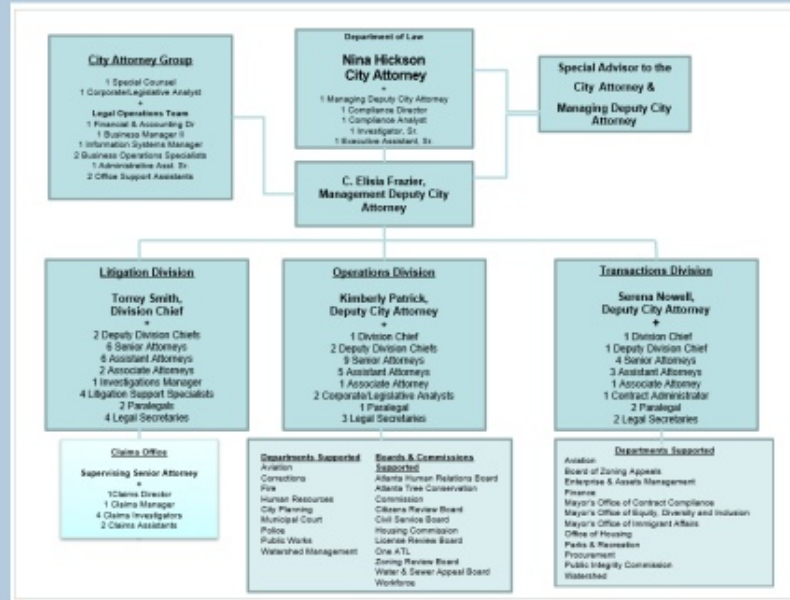 City Attorney Group
1 Special Counsel
1 Corporate/Legislative Analyst
+
Legal Operations Team
1 Financial & Accounting Dr
1 Business Manager II
1 Information Systems Manager
2 Business Operations Specialists
1 Administrative Asst. Sr.
2 Office Support Assistants
Department of Law
Nina Hickson
City Attorney
+
1 Managing Deputy City Attorney
1 Compliance Director
1 Compliance Analyst
1 Investigator, Sr.
1 Executive Assistant, Sr
Special Advisor to the
City Attorney &
Managing Deputy City
Attorney
C. Elisia Frazier,
Management Deputy City
Attorney
Litigation Division
Torrey Smith,
Division Chief
+
2 Deputy Division Chiefs
6 Senior Attorneys
6 Assistant Attorneys
2 Associate Attorneys
1 Investigations Manager
4 Litigation Support Specialists
2 Paralegals
4 Legal Secretaries
Operations Division
Kimberly Patrick,
Deputy City Attorney
+
1 Division Chief
2 Deputy Division Chiefs
9 Senior Attorneys
5 Assistant Attorneys
1 Associate Attorney
2 Corporate/Legislative Analysts
1 Paralegal
3 Legal Secretaries
Transactions Division
Serena Nowell,
Deputy City Attorney
+
1 Division Chief
1 Deputy Division Chief
4 Senior Attorneys
3 Assistant Attorneys
1 Associate Attorney
1 Contract Administrator
2 Paralegal
2 Legal Secretaries
Claims Office
Supervising Senior Attorney
+
1Claims Director
1 Claims Manager
4 Claims Investigators
2 Claims Assistants
Departments Supported
Aviation
Corrections
Fire
Human Resources
City Planning
Municipal Court
Police
Public Works
Watershed Management
Boards & Commissions
Supported
Atlanta Human Relations Board
Atlanta Tree Conservation
Commission
Citizens Review Board
Civil Service Board
Housing Commission
License Review Board
One ATL
Zoning Review Board
Water & Sewer Appeal Board
Workforce
Departments Supported
Aviation
Board of Zoning Appeals
Enterprise & Assets Management
Finance
Mayor's Office of Contract Compliance
Mayor's Office of Equity, Diversity and Inclusion
Mayor's Office of Immigrant Affairs
Office of Housing
Parks & Recreation
Procurement
Public Integrity Commission
Watershed